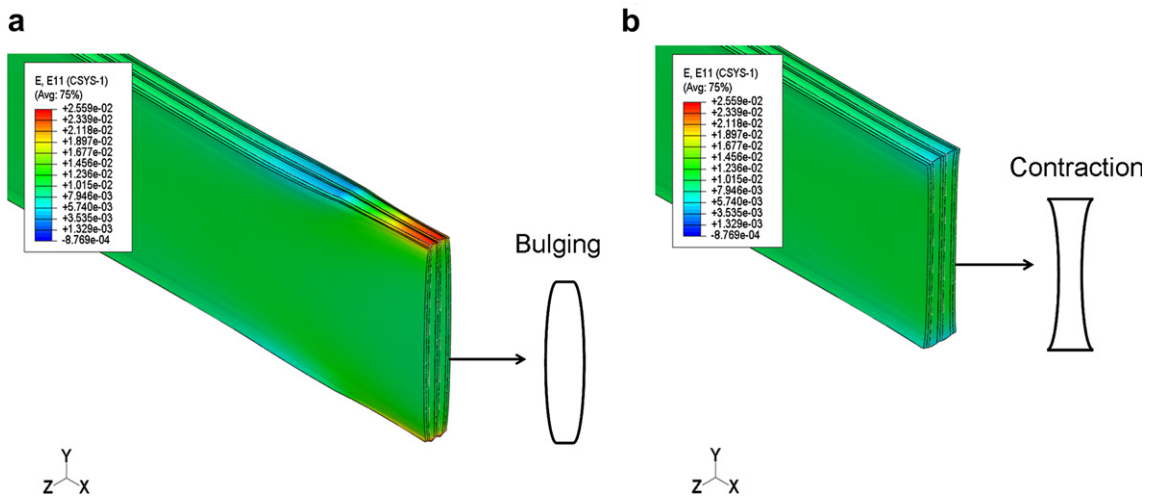 a
E, E11 (CSYS-1)
(Avg: 75%)
+2.559e-02
+2.339e-02
+2.118e-02
+1.897e-02
+1.677e-02
+1.456e-02
+1.236e-02
+1.015e-02
+7.946e-03
+5.740e-03
+3.535e-03
+1.329e-03
-8.769e-04
Bulging
Y
Z X
b
E, E11 (CSYS-1)
(Avg: 75%)
+2.559e-02
+2.339e-02
+2.118e-02
+1.897e-02
+1.677e-02
+1.456e-02
+1.236e-02
+1.015e-02
+7.946e-03
+5.740e-03
+3.535e-03
+1.329e-03
-8.769e-04
Contraction
Y
Z X